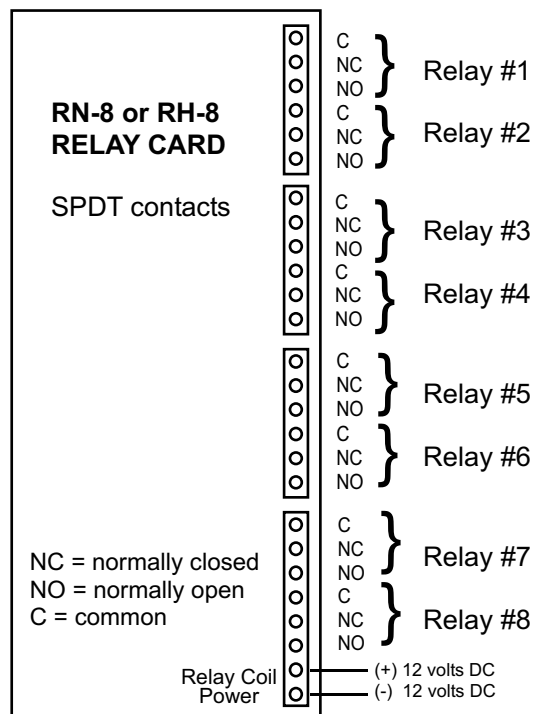 RN-8 or RH-8
RELAY CARD
SPDT contacts
C
NC
NO
Relay #1
C
NC
NO
Relay #2
C
NC
NO
Relay #3
C
NC
NO
Relay #4
C
NC
NO
Relay #5
C
NC
NO
Relay #6
C
NC
NO
Relay #7
C
NC
NO
Relay #8
NC = normally closed
NO = normally open
C = common
Relay Coil
Power
(+) 12 volts DC
(-) 12 volts DC